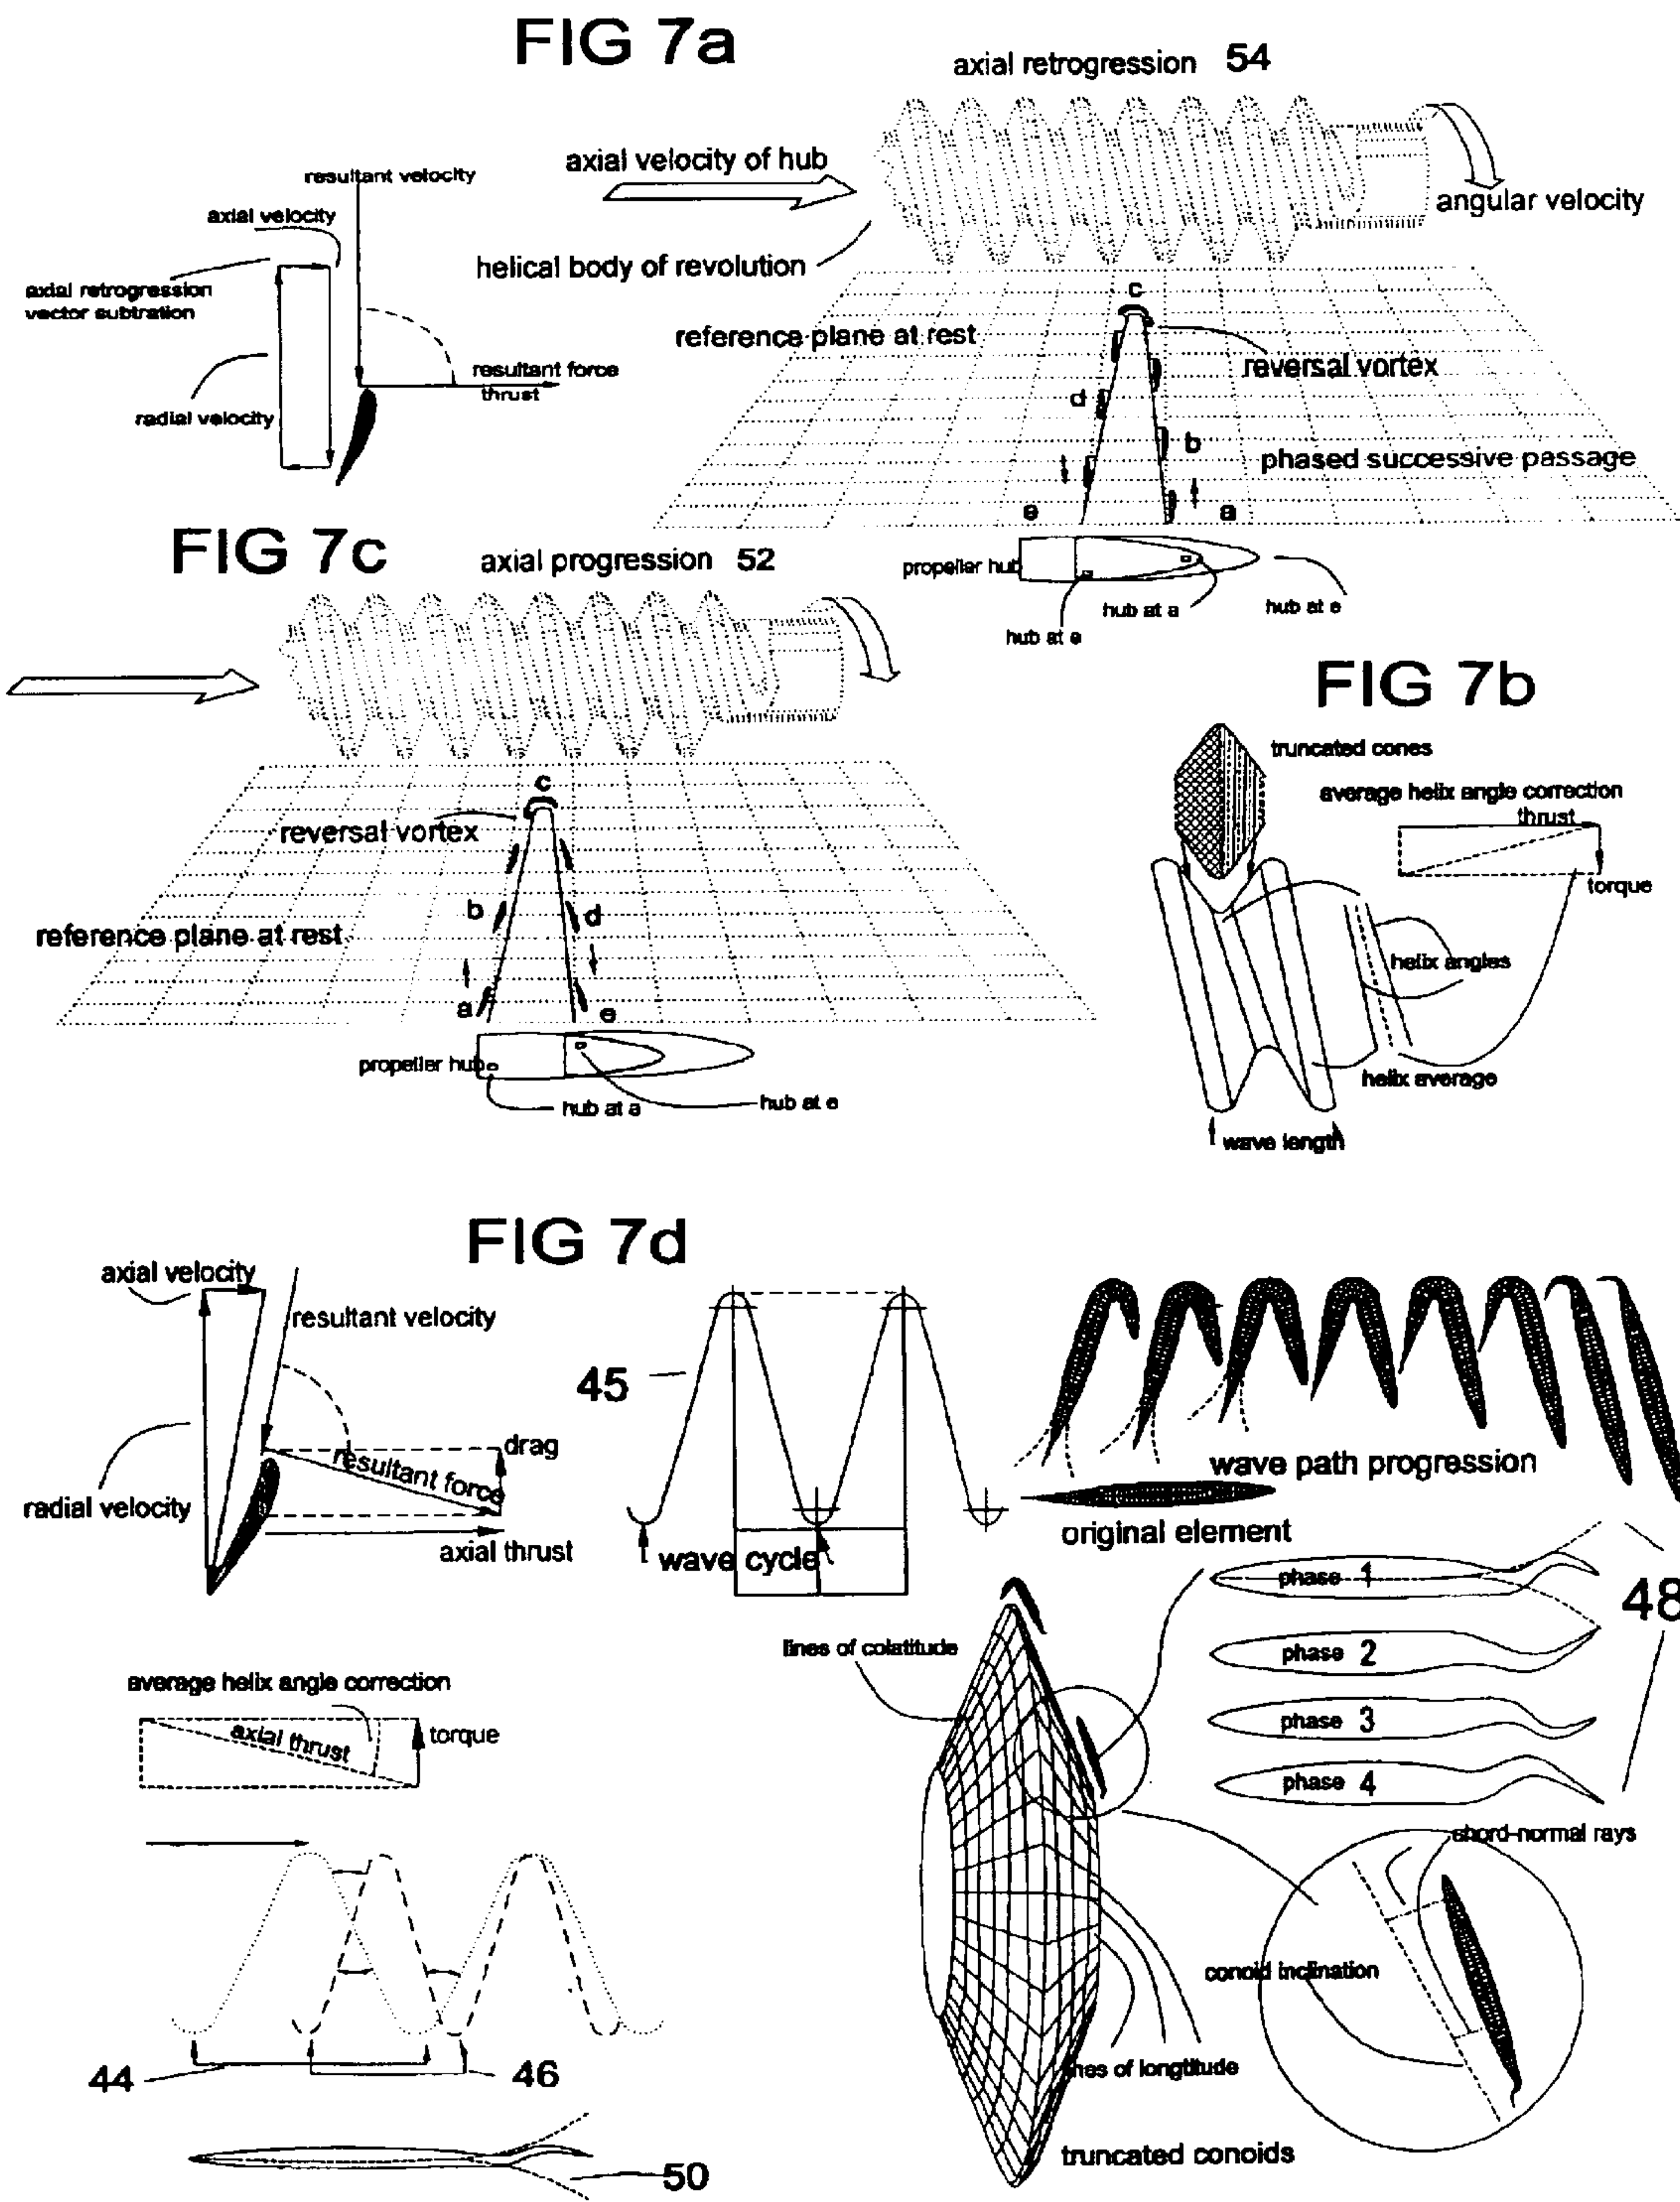 FIG 7a
axial retrogression 54
axial velocity of hub
resultant velocity
axial velocity
angular velocity
helical body of revolution
axial retrogression
vector subtration
c
reference plane at rest
reversal vortex
resultant force
thrust
d
radial velocity
b
phased successive passage
e
a
FIG 7c
axial progression 52
propeller hub
hub at a
hub at e
hub at e
FIG 7b
truncated cones
c
average helix angle correction
thrust
reversal vortex
torque
b
d
reference plane at rest
helix angles
a
e
propeller hub
helix average
hub at a
hub at e
wave length
FIG 7d
axial velocity
resultant velocity
45
drag
resultant force
wave path progression
radial velocity
original element
axial thrust
wave cycle
phase 1
48
lines of colatitude
phase 2
average helix angle correction
phase 3
axial thrust
torque
phase 4
chord-normal rays
conoid inclination
lines of longtitude
44
46
truncated conoids
50